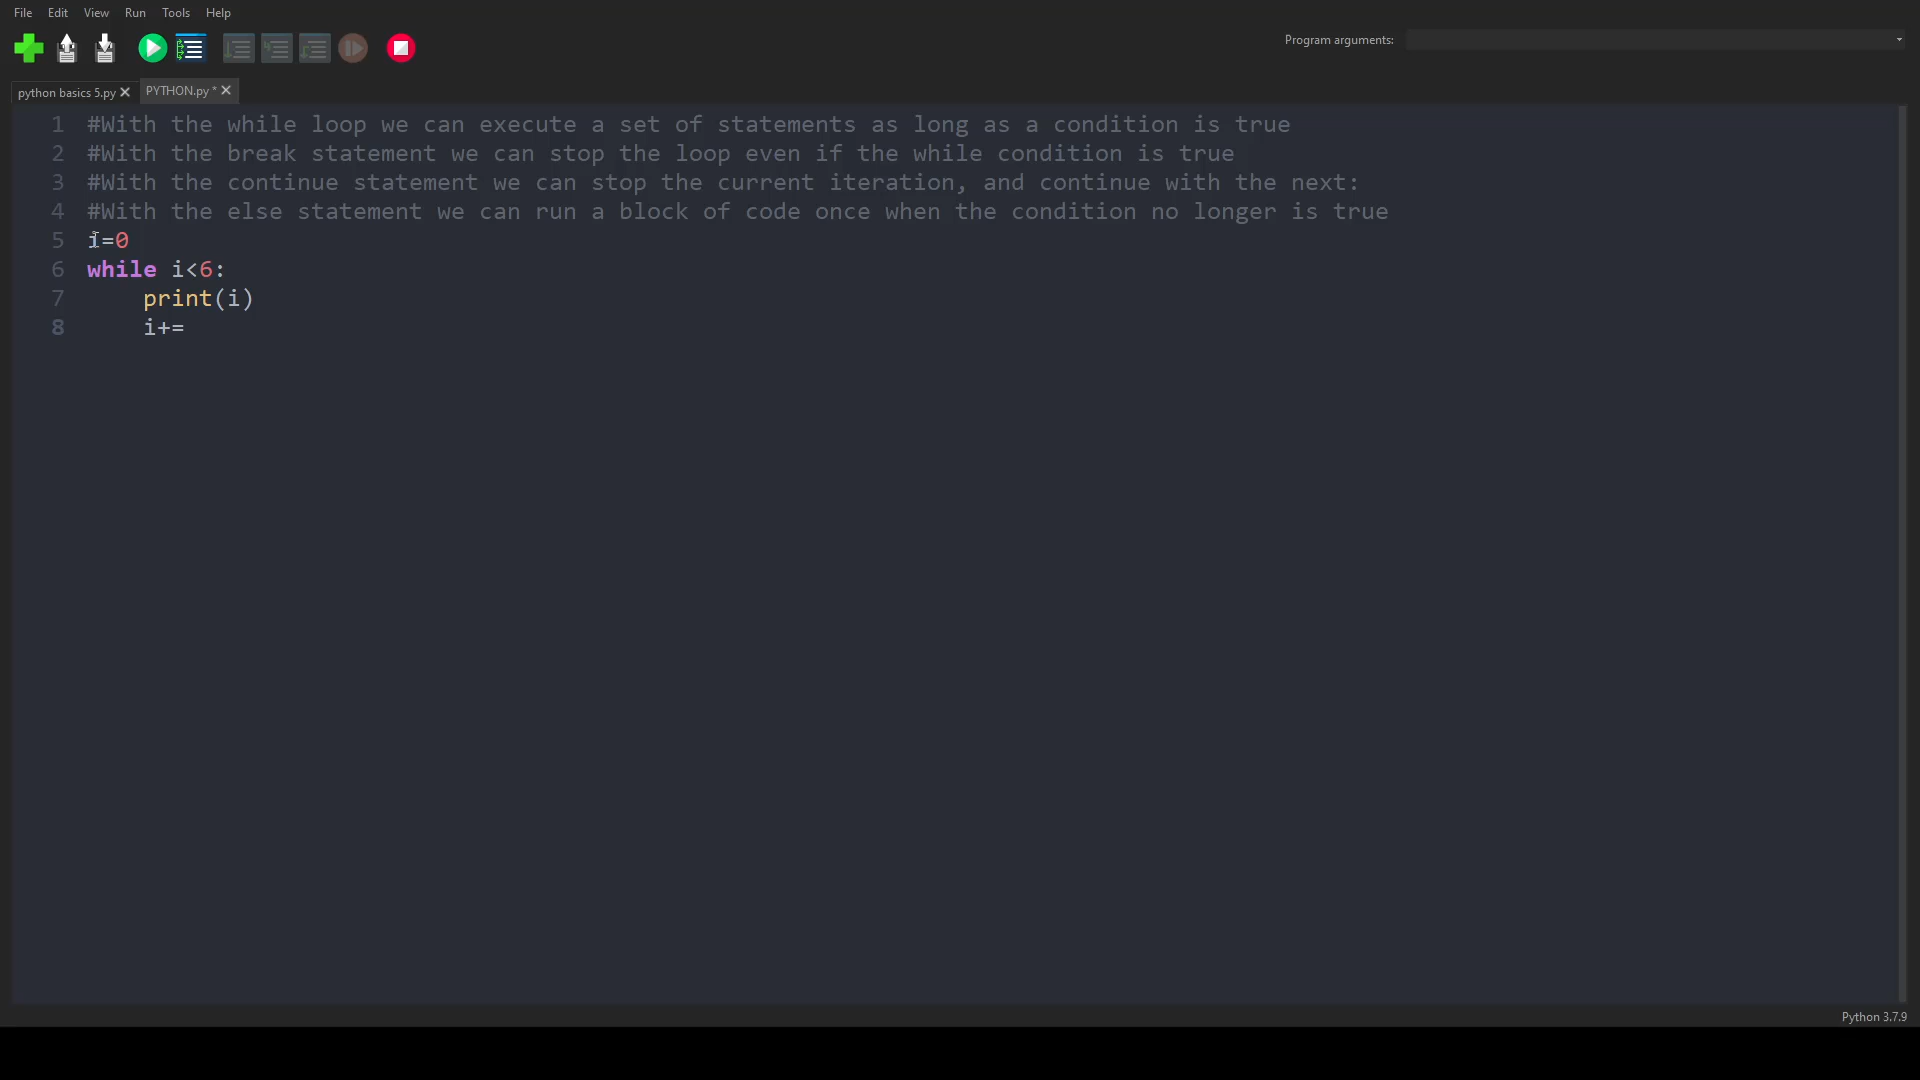 File Edit View Run Tools Help
Program arguments:
python basics 5.py PYTHON.py *
1 #With the while loop we can execute a set of statements as long as a condition is true
2 #With the break statement we can stop the loop even if the while condition is true
3 #With the continue statement we can stop the current iteration, and continue with the next:
4 #With the else statement we can run a block of code once when the condition no longer is true
5 i=0
6 while i<6:
7     print(i)
8     i+=
Python 3.7.9